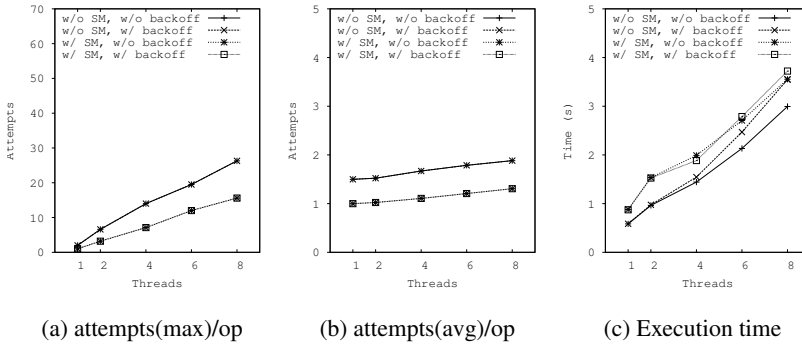 70
60
50
40
30
20
10
0
Attempts
w/o SM, w/o backoff
w/o SM, w/ backoff
w/ SM, w/o backoff
w/ SM, w/ backoff
1 2 4 6 8
Threads
(a) attempts(max)/op
5
4
3
2
1
0
Attempts
w/o SM, w/o backoff
w/o SM, w/ backoff
w/ SM, w/o backoff
w/ SM, w/ backoff
1 2 4 6 8
Threads
(b) attempts(avg)/op
5
4
3
2
1
0
Time (s)
w/o SM, w/o backoff
w/o SM, w/ backoff
w/ SM, w/o backoff
w/ SM, w/ backoff
1 2 4 6 8
Threads
(c) Execution time